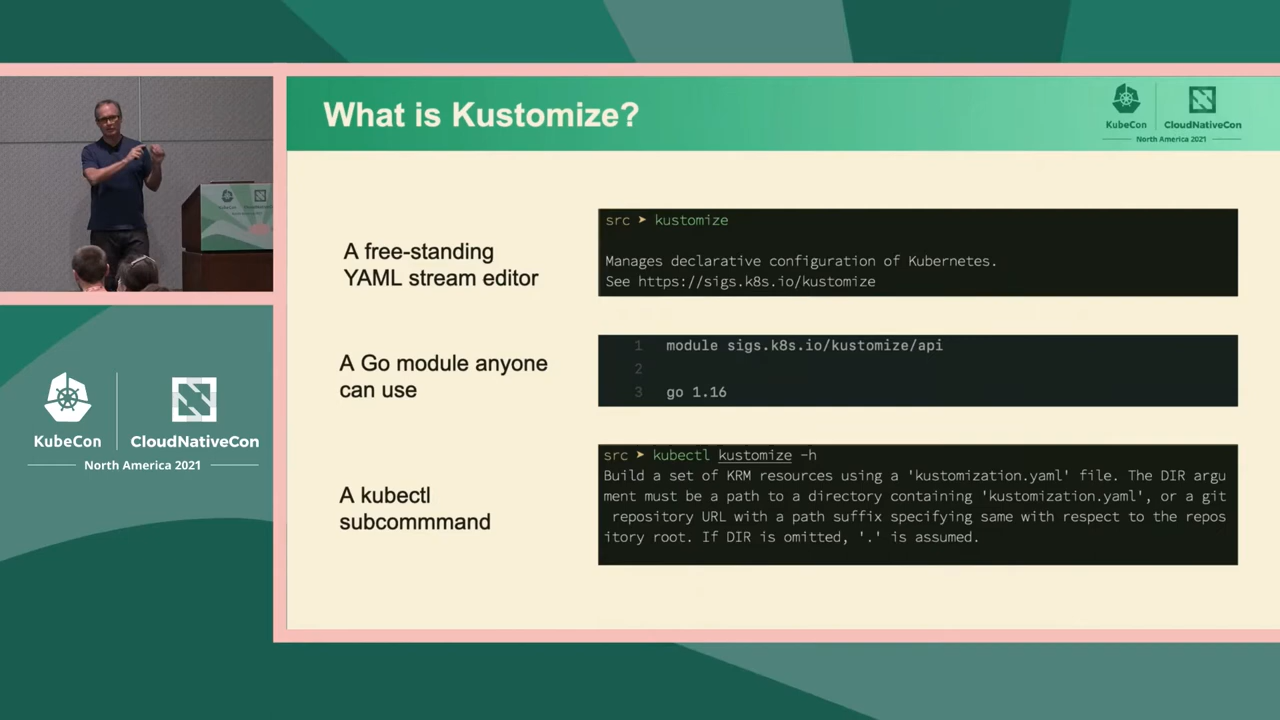 What is Kustomize?
KubeCon
CloudNativeCon
North America 2021
A free-standing
YAML stream editor
src ➤ kustomize
Manages declarative configuration of Kubernetes.
See https://sigs.k8s.io/kustomize
A Go module anyone
can use
1 module sigs.k8s.io/kustomize/api
2
3 go 1.16
A kubectl
subcommmand
src ➤ kubectl kustomize -h
Build a set of KRM resources using a 'kustomization.yaml' file. The DIR argu
ment must be a path to a directory containing 'kustomization.yaml', or a git
repository URL with a path suffix specifying same with respect to the repos
itory root. If DIR is omitted, '.' is assumed.
KubeCon
CloudNativeCon
North America 2021